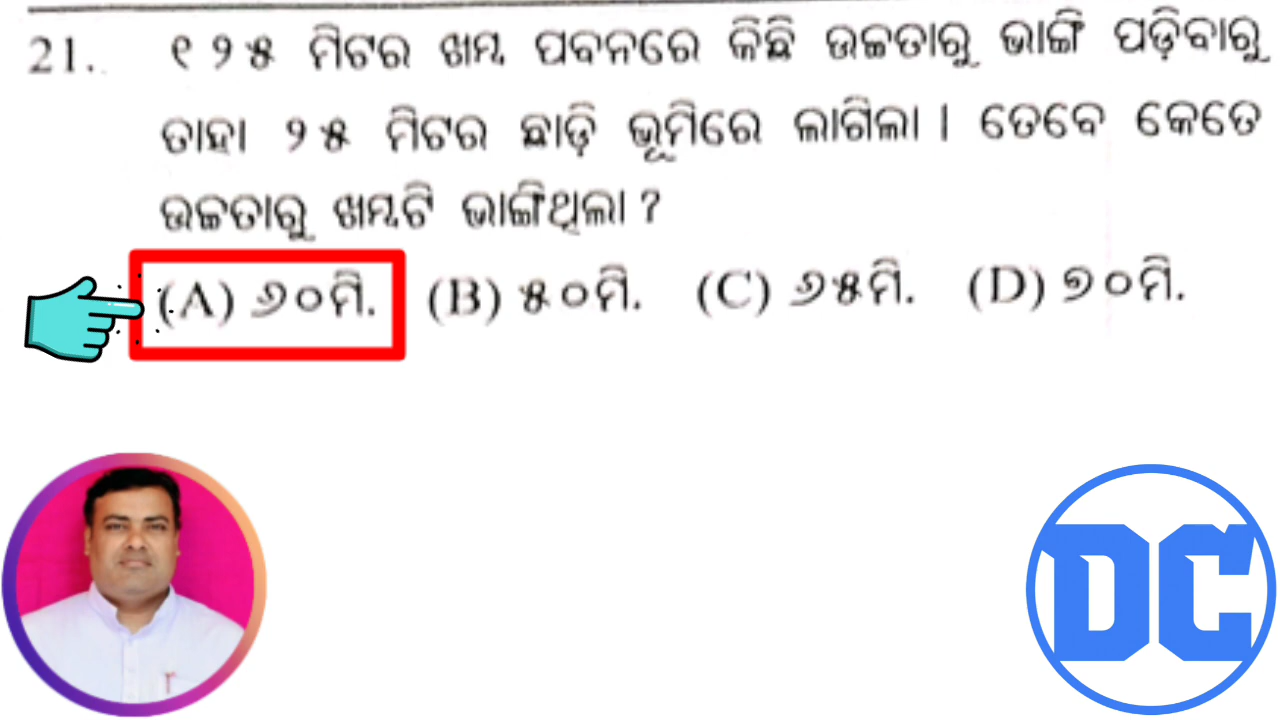 21. ୧୨୫ ମିଟର ଖମ୍ବ ପବନରେ କିଛି ଉଚ୍ଚତାରୁ ଭାଙ୍ଗି ପଡ଼ିବାରୁ
ତାହା ୨୫ ମିଟର ଛାଡ଼ି ଭୂମିରେ ଲାଗିଲା । ତେବେ କେତେ
ଉଚ୍ଚତାରୁ ଖମ୍ବଟି ଭାଙ୍ଗିଥିଲା ?
(A) ୬୦ମି. (B) ୫୦ମି. (C) ୬୫ମି. (D) ୭୦ମି.
DC